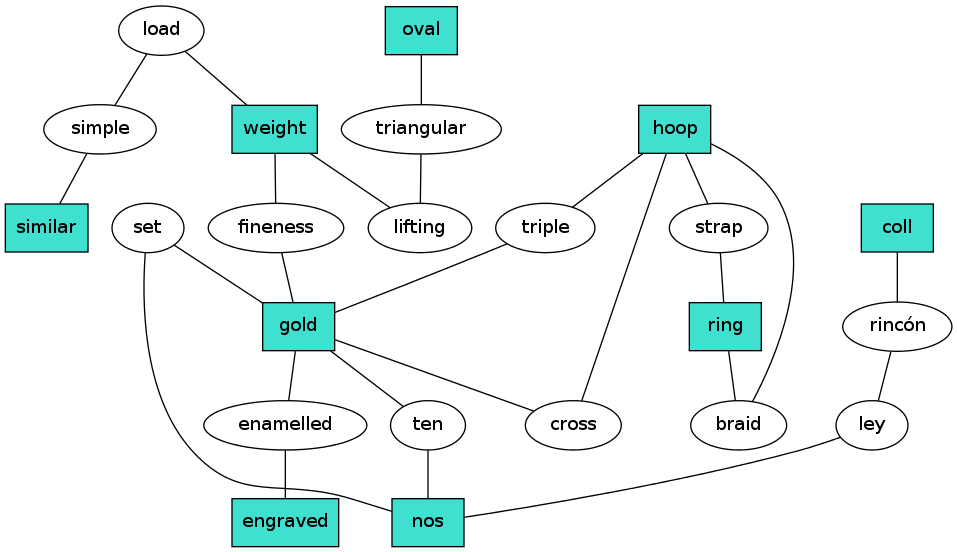 load
oval
simple
weight
triangular
hoop
similar
set
fineness
lifting
triple
strap
coll
gold
ring
rincón
enamelled
ten
cross
braid
ley
engraved
nos